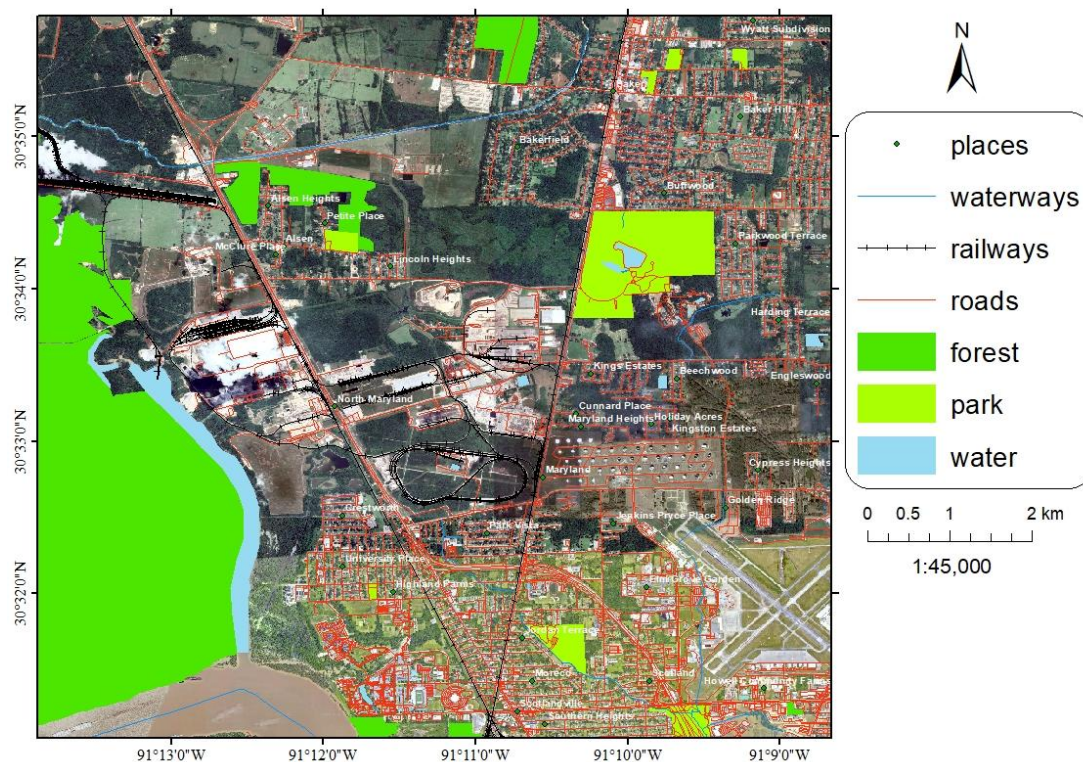 Wyatt Subdivision
Baker
Baker Hills
Bakerfield
Buffwood
Alsen Heights
Petite Place
Alsen
McClure Place
Lincoln Heights
Parkwood Terrace
Harding Terrace
Kings Estates
Beechwood
Engleswood
North Maryland
Cunnard Place
Maryland Heights
Holiday Acres
Kingston Estates
Maryland
Cypress Heights
Golden Ridge
Crestworth
Jenkins Pryce Place
Park Vista
University Place
Highland Farms
Elm Grove Garden
Jordan Terrace
Moreco
Scotland
Howell Community Farms
Scotlandville
Southern Heights
30°35'0"N
30°34'0"N
30°33'0"N
30°32'0"N
91°13'0"W
91°12'0"W
91°11'0"W
91°10'0"W
91°9'0"W
N
places
waterways
railways
roads
forest
park
water
0 0.5 1 2 km
1:45,000